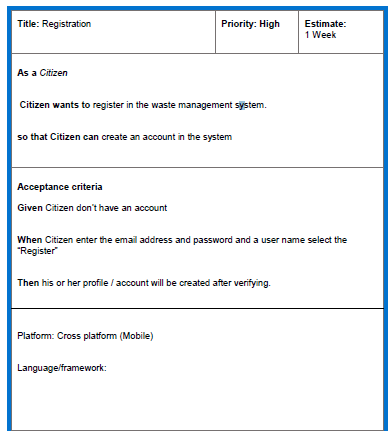 Title: Registration
Priority: High
Estimate:
1 Week
As a Citizen
Citizen wants to register in the waste management system.
so that Citizen can create an account in the system
Acceptance criteria
Given Citizen don't have an account
When Citizen enter the email address and password and a user name select the
“Register”
Then his or her profile / account will be created after verifying.
Platform: Cross platform (Mobile)
Language/framework: